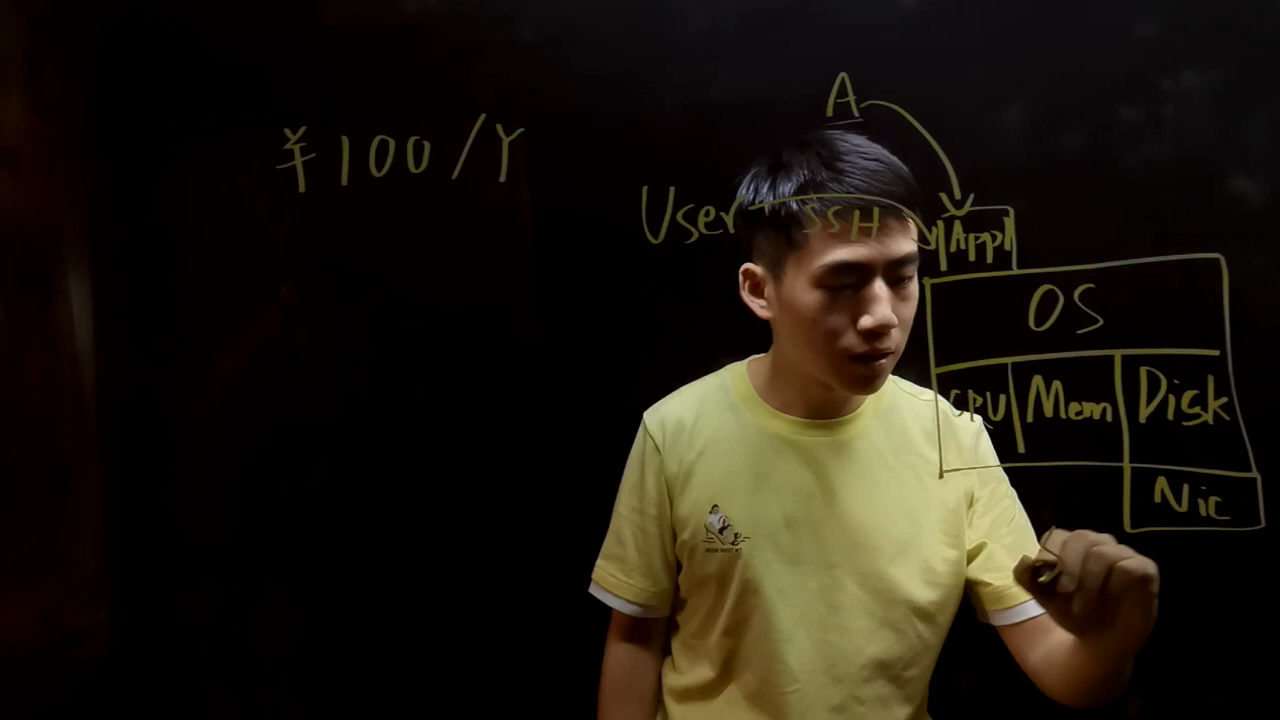 A
¥100/Y
User SSH App
OS
CPU Mem Disk
Nic